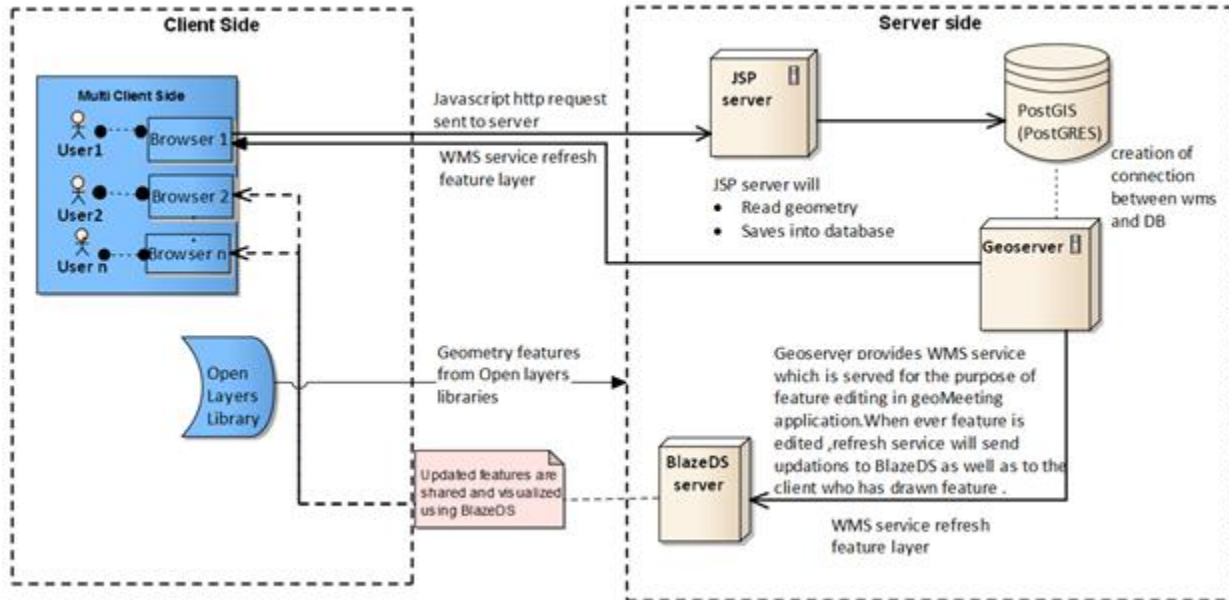 Client Side
Multi Client Side
User1
Browser 1
User2
Browser 2
User n
Browser n
Open
Layers
Library
Javascript http request
sent to server
WMS service refresh
feature layer
Geometry features
from Open layers
libraries
Updated features are
shared and visualized
using BlazeDS
Server side
JSP
server
PostGIS
(PostGRES)
JSP server will
• Read geometry
• Saves into database
creation of
connection
between wms
and DB
Geoserver
Geoserver provides WMS service
which is served for the purpose of
feature editing in geoMeeting
application.When ever feature is
edited ,refresh service will send
updations to BlazeDS as well as to the
client who has drawn feature .
BlazeDS
server
WMS service refresh
feature layer